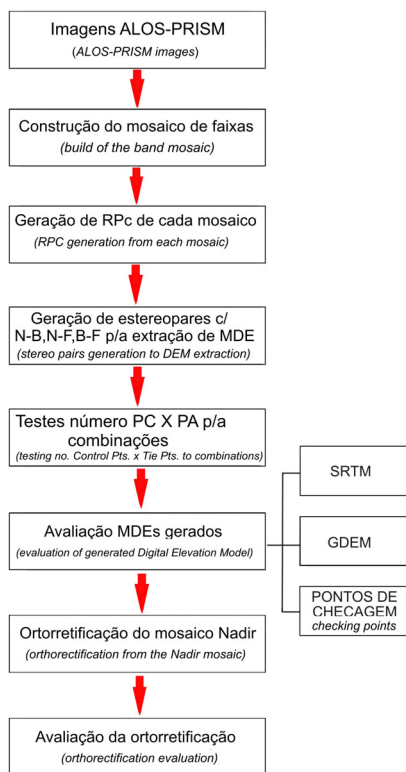 Imagens ALOS-PRISM
(ALOS-PRISM images)
Construção do mosaico de faixas
(build of the band mosaic)
Geração de RPc de cada mosaico
(RPC generation from each mosaic)
Geração de estereopares c/
N-B,N-F,B-F p/a extração de MDE
(stereo pairs generation to DEM extraction)
Testes número PC X PA p/a
combinações
(testing no. Control Pts. x Tie Pts. to combinations)
Avaliação MDEs gerados
(evaluation of generated Digital Elevation Model)
SRTM
GDEM
PONTOS DE
CHECAGEM
checking points
Ortorretificação do mosaico Nadir
(orthorectification from the Nadir mosaic)
Avaliação da ortorretificação
(orthorectification evaluation)